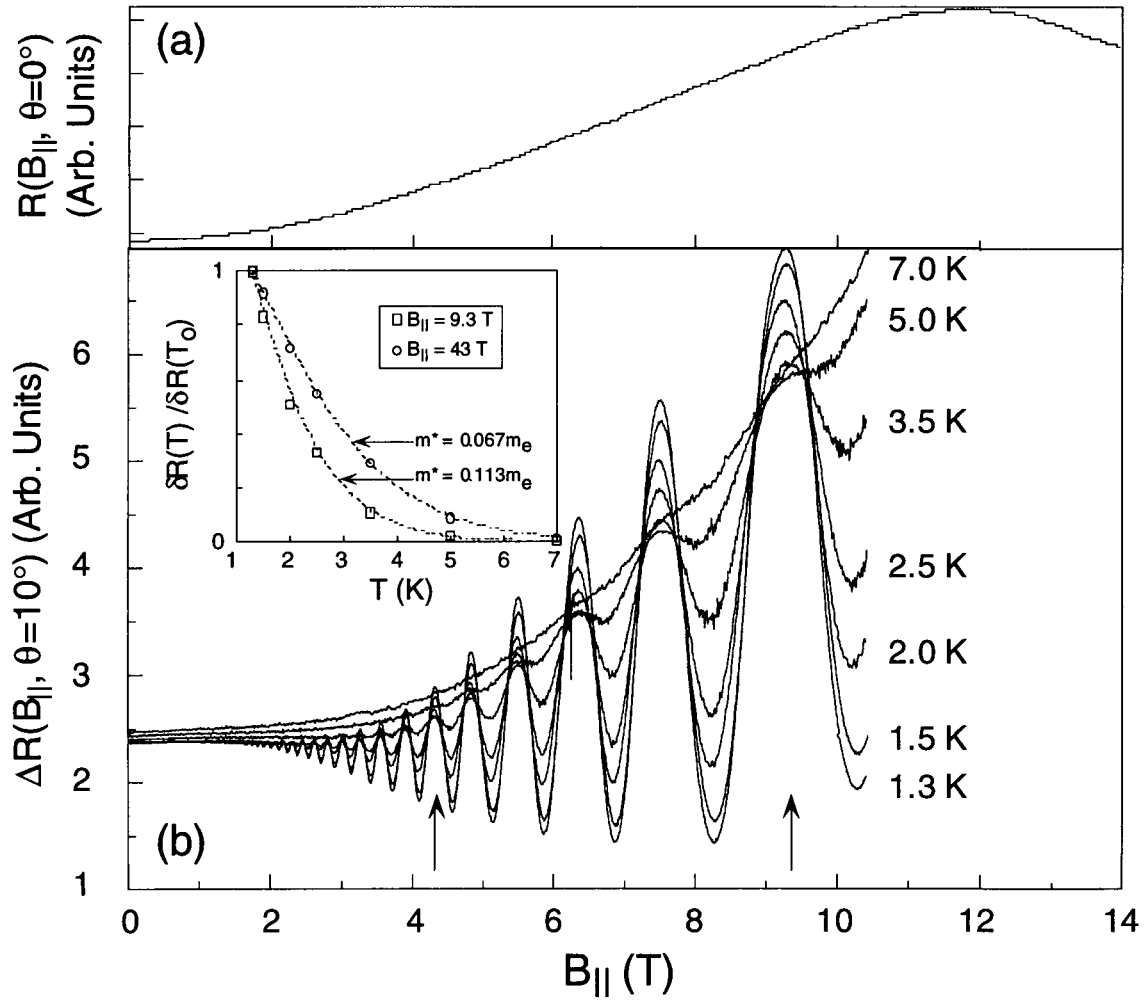 (a)
R(B||, θ=0°)
(Arb. Units)
1
0
δR(T) /δR(T₀)
B|| = 9.3 T
B|| = 43 T
m* = 0.067mₑ
m* = 0.113mₑ
1 2 3 4 5 6 7
T (K)
7.0 K
5.0 K
3.5 K
2.5 K
2.0 K
1.5 K
1.3 K
6
5
4
3
2
1
ΔR(B||, θ=10°) (Arb. Units)
(b)
0 2 4 6 8 10 12 14
B|| (T)